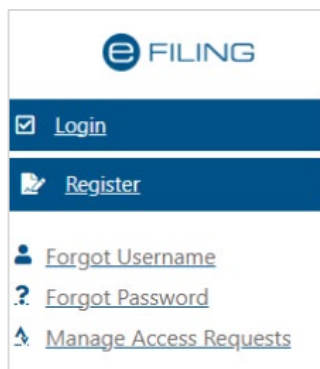 e FILING
Login
Register
Forgot Username
Forgot Password
Manage Access Requests